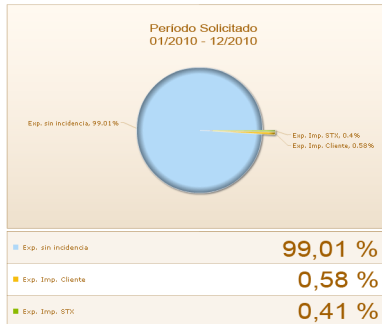 Período Solicitado
01/2010 - 12/2010
Exp. sin incidencia, 99.01%
Exp. Imp. STX, 0.4%
Exp. Imp. Cliente, 0.58%
Exp. sin incidencia 99,01 %
Exp. Imp. Cliente 0,58 %
Exp. Imp. STX 0,41 %